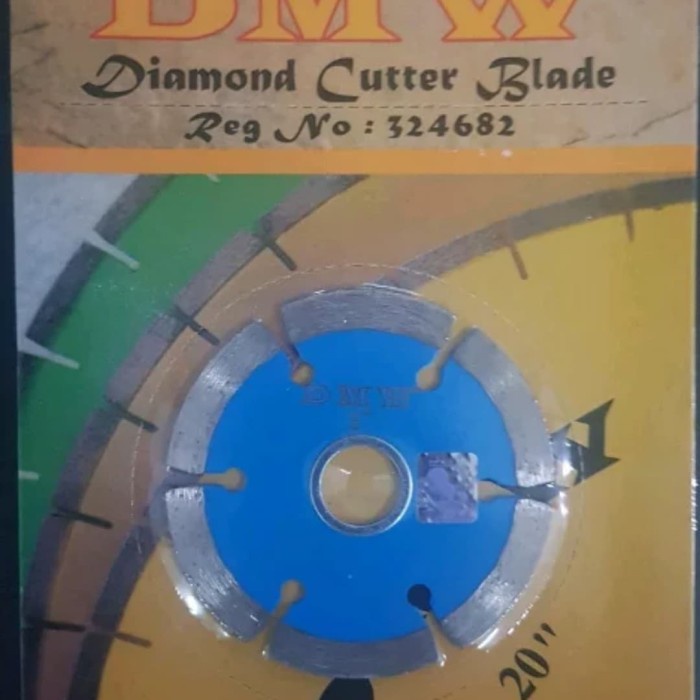 DMW
Diamond Cutter Blade
Reg No : 324682
DMW
20"